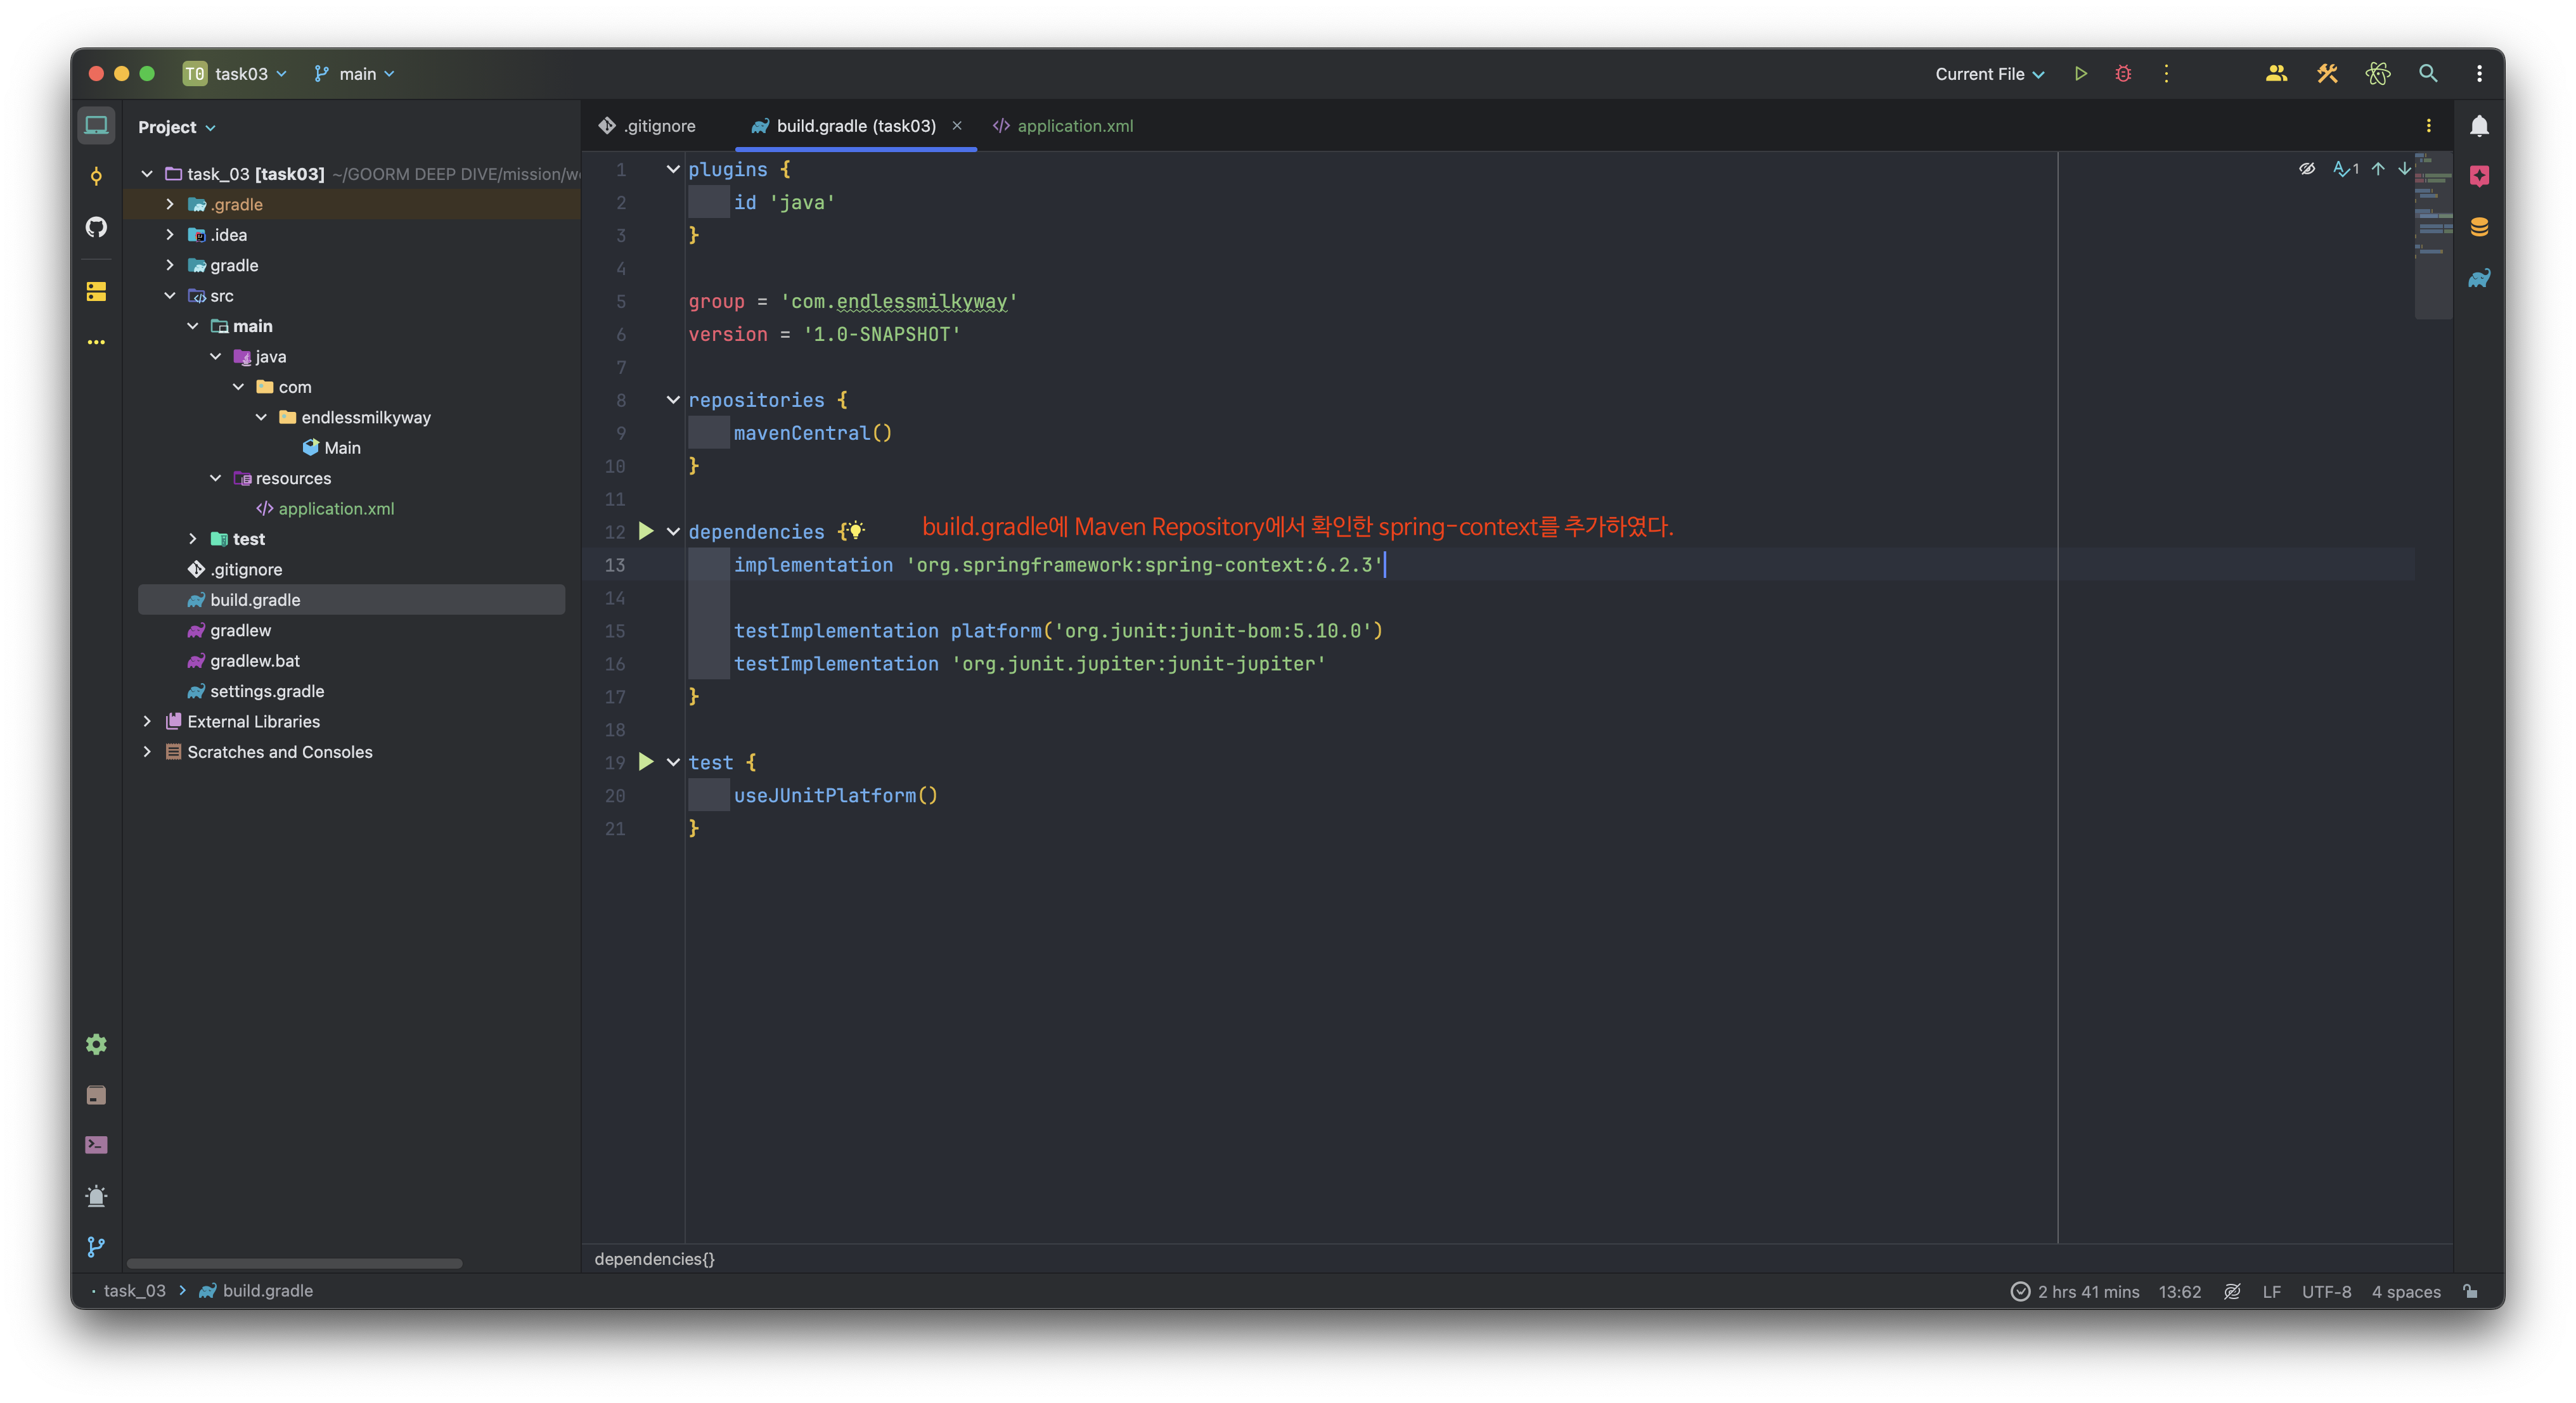 T0 task03 main Current File
Project
.gitignore build.gradle (task03) application.xml
task_03 [task03] ~/GOORM DEEP DIVE/mission/w
.gradle
.idea
gradle
src
main
java
com
endlessmilkyway
Main
resources
application.xml
test
.gitignore
build.gradle
gradlew
gradlew.bat
settings.gradle
External Libraries
Scratches and Consoles
1 plugins {
2 id 'java'
3 }
4
5 group = 'com.endlessmilkyway'
6 version = '1.0-SNAPSHOT'
7
8 repositories {
9 mavenCentral()
10 }
11
12 dependencies { build.gradle에 Maven Repository에서 확인한 spring-context를 추가하였다.
13 implementation 'org.springframework:spring-context:6.2.3'
14
15 testImplementation platform('org.junit:junit-bom:5.10.0')
16 testImplementation 'org.junit.jupiter:junit-jupiter'
17 }
18
19 test {
20 useJUnitPlatform()
21 }
1
dependencies{}
task_03 build.gradle 2 hrs 41 mins 13:62 LF UTF-8 4 spaces